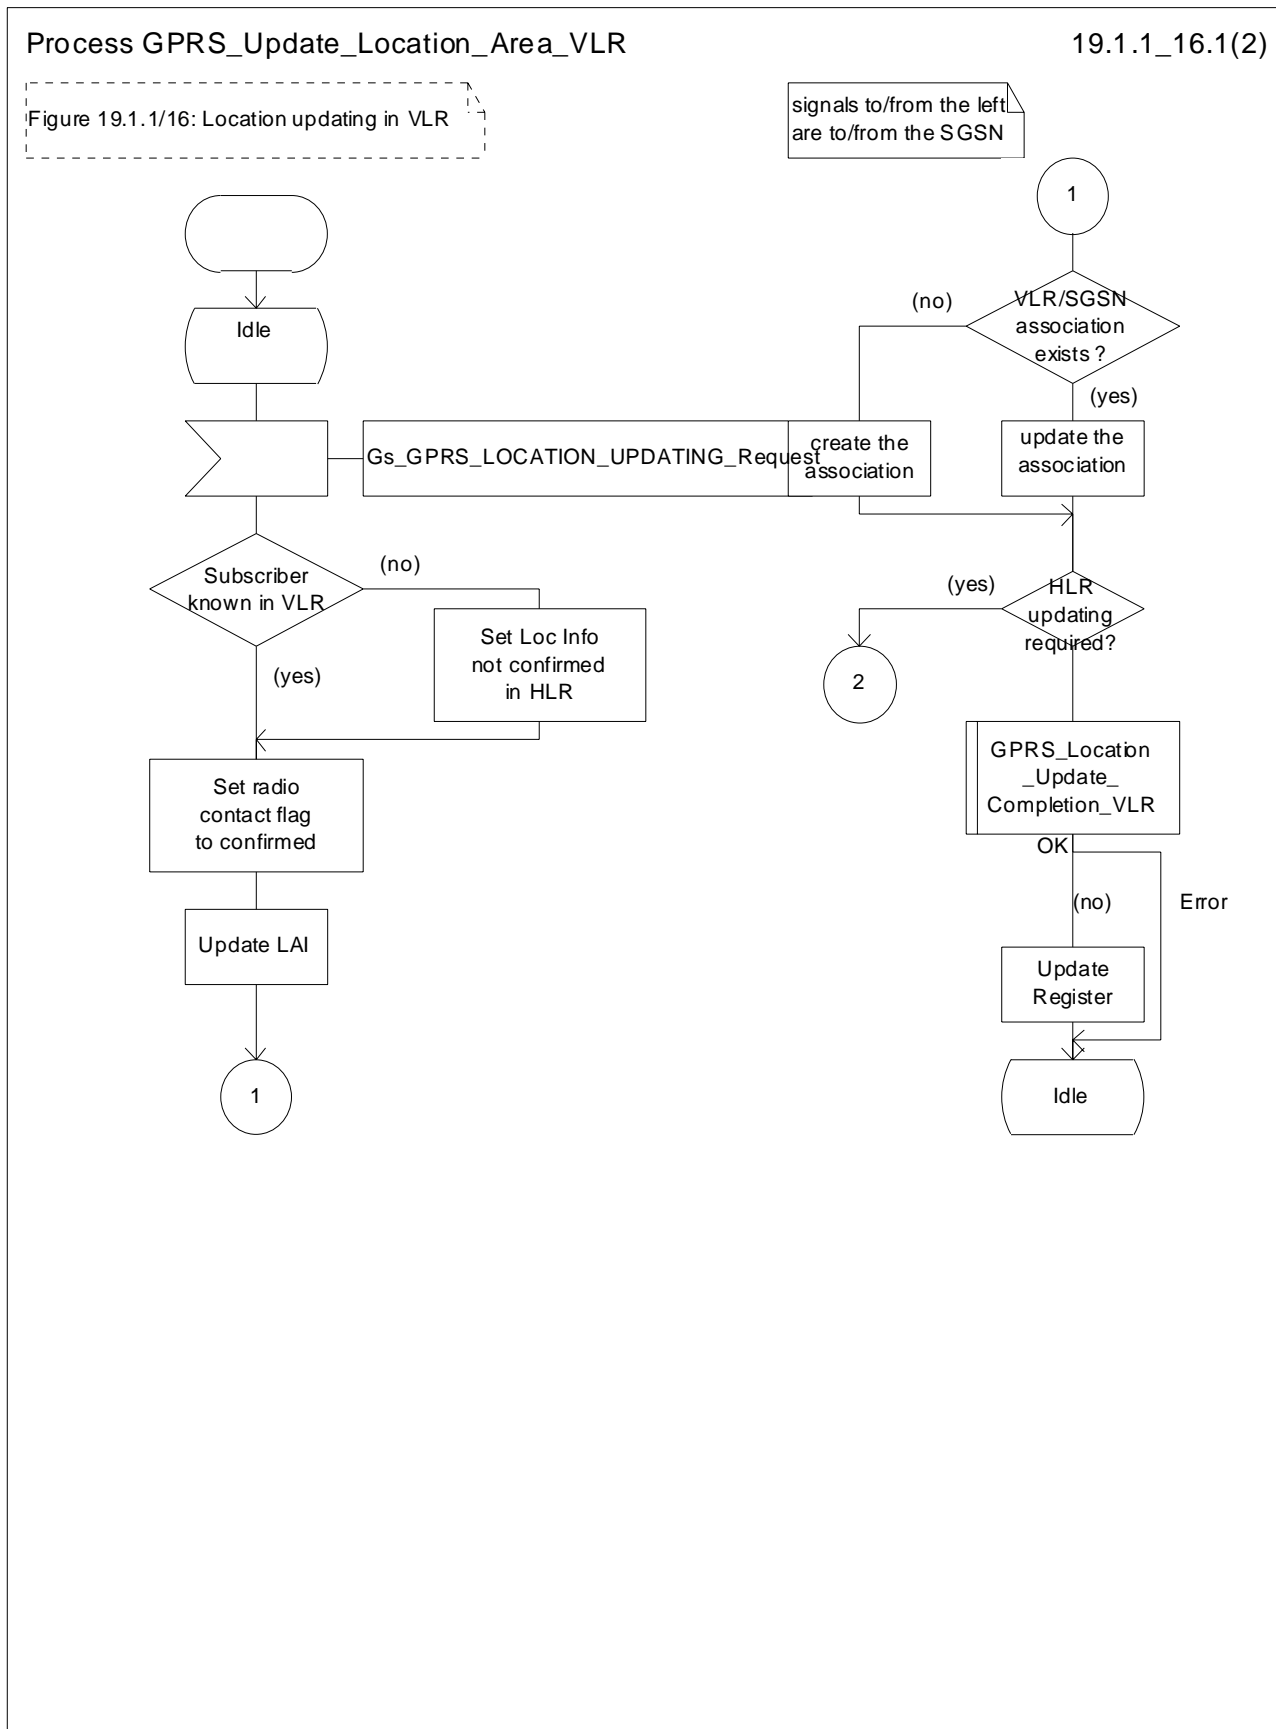 Process GPRS_Update_Location_Area_VLR
19.1.1_16.1(2)
Figure 19.1.1/16: Location updating in VLR
signals to/from the left
are to/from the SGSN
Idle
Gs_GPRS_LOCATION_UPDATING_Request
Subscriber
known in VLR
(no)
(yes)
Set Loc Info
not confirmed
in HLR
Set radio
contact flag
to confirmed
Update LAI
1
1
VLR/SGSN
association
exists ?
(no)
(yes)
create the
association
update the
association
HLR
updating
required?
(yes)
2
GPRS_Location
_Update_
Completion_VLR
OK
(no)
Error
Update
Register
Idle